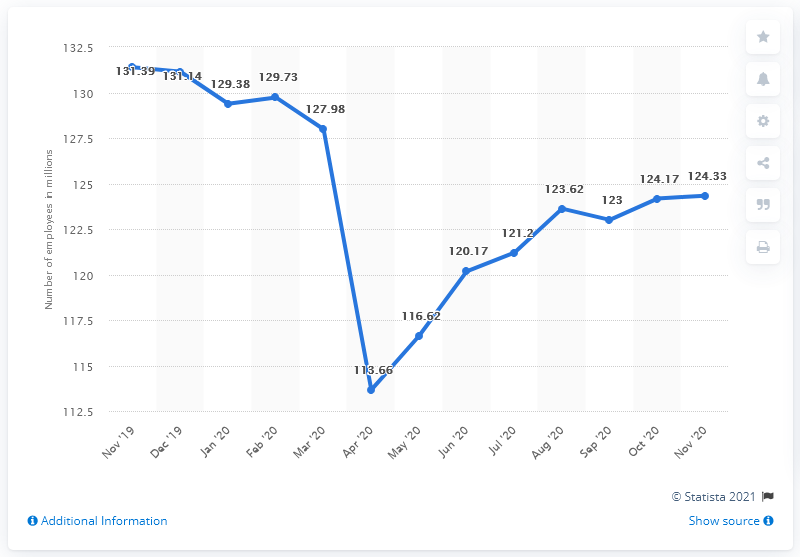 132.5
130
127.5
125
122.5
120
117.5
115
112.5
Number of employees in millions
131.39
131.14
129.38
129.73
127.98
113.66
116.62
120.17
121.2
123.62
123
124.17
124.33
Nov '19
Dec '19
Jan '20
Feb '20
Mar '20
Apr '20
May '20
Jun '20
Jul '20
Aug '20
Sep '20
Oct '20
Nov '20
© Statista 2021
Additional Information
Show source